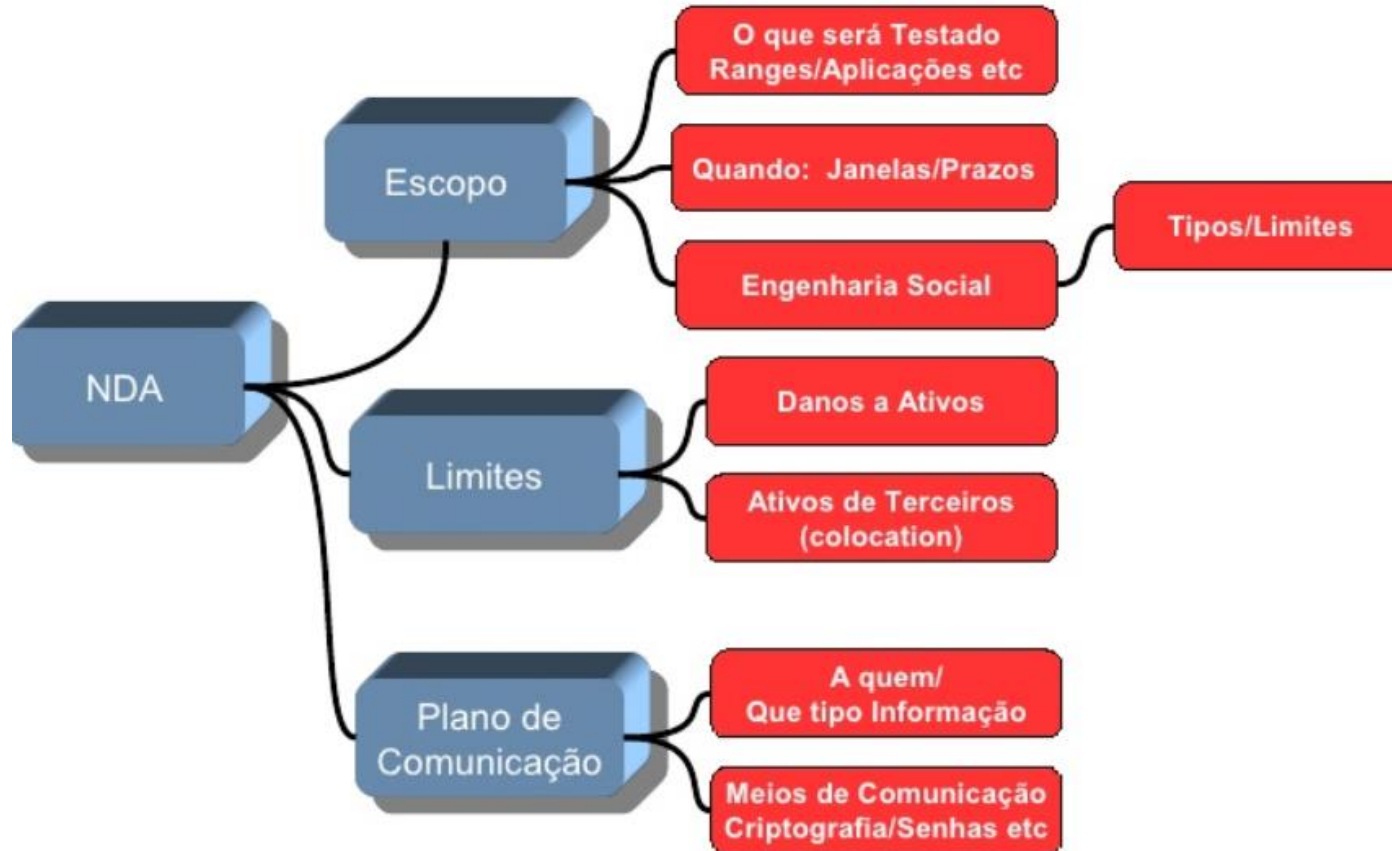 NDA
Escopo
O que será Testado
Ranges/Aplicações etc
Quando: Janelas/Prazos
Engenharia Social
Tipos/Limites
Limites
Danos a Ativos
Ativos de Terceiros
(colocation)
Plano de
Comunicação
A quem/
Que tipo Informação
Meios de Comunicação
Criptografia/Senhas etc